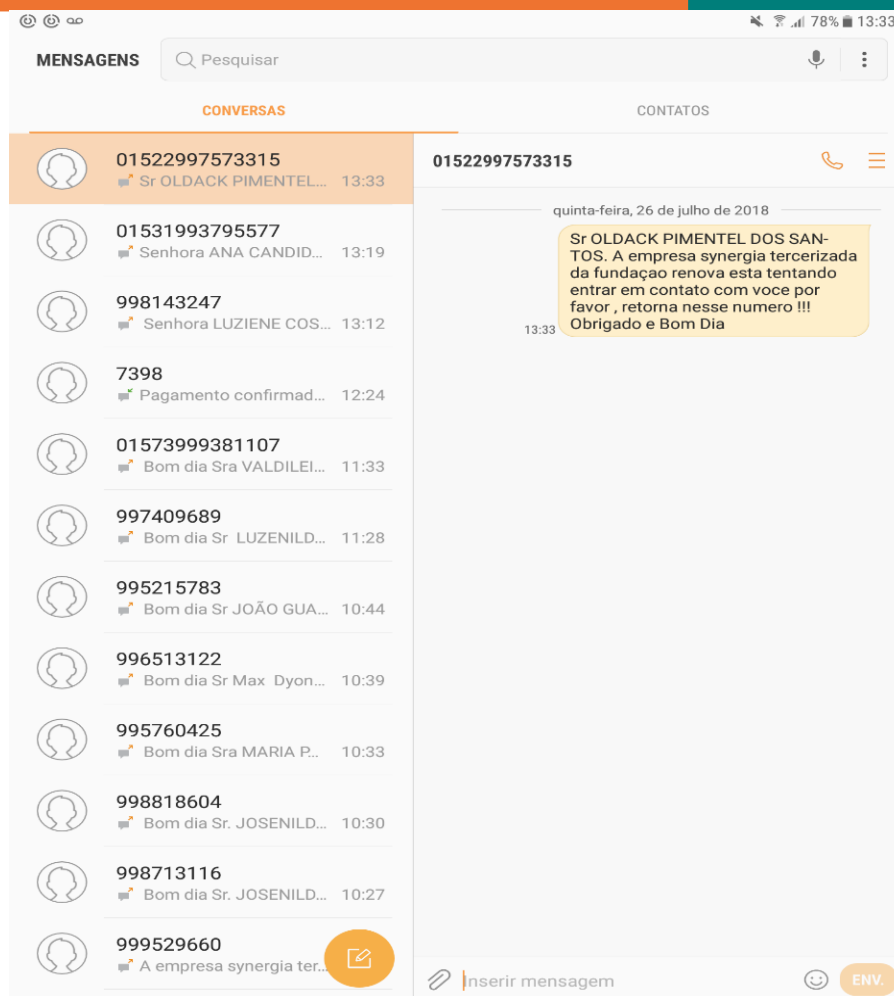 78% 13:33
MENSAGENS
Pesquisar
CONVERSAS
CONTATOS
01522997573315
Sr OLDACK PIMENTEL... 13:33
01531993795577
Senhora ANA CANDID... 13:19
998143247
Senhora LUZIENE COS... 13:12
7398
Pagamento confirmad... 12:24
01573999381107
Bom dia Sra VALDILEI... 11:33
997409689
Bom dia Sr LUZENILD... 11:28
995215783
Bom dia Sr JOÃO GUA... 10:44
996513122
Bom dia Sr Max Dyon... 10:39
995760425
Bom dia Sra MARIA P... 10:33
998818604
Bom dia Sr. JOSENILD... 10:30
998713116
Bom dia Sr. JOSENILD... 10:27
999529660
A empresa synergia ter...
01522997573315
quinta-feira, 26 de julho de 2018
Sr OLDACK PIMENTEL DOS SAN-
TOS. A empresa synergia tercerizada
da fundaçao renova esta tentando
entrar em contato com voce por
favor , retorna nesse numero !!!
Obrigado e Bom Dia
13:33
Inserir mensagem
ENV.